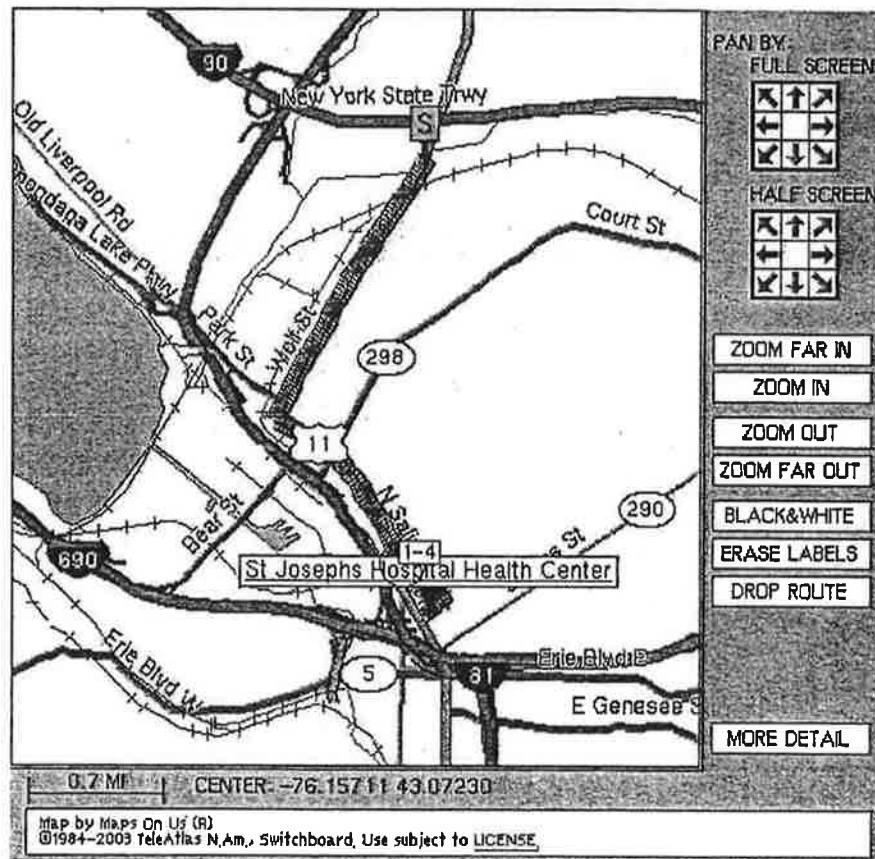 90
New York State Trwy
S
Old Liverpool Rd
Onondaga Lake Pkwy
Court St
Park St
Wolf St
298
11
N Sali
290
Bear St
1-4
s St
St Josephs Hospital Health Center
690
Erie Blvd W
5
81
Erie Blvd E
E Genesee S
PAN BY:
FULL SCREEN
HALF SCREEN
ZOOM FAR IN
ZOOM IN
ZOOM OUT
ZOOM FAR OUT
BLACK&WHITE
ERASE LABELS
DROP ROUTE
MORE DETAIL
0.7 MI
CENTER: -76.15711 43.07230
Map by Maps On Us (R)
©1984-2003 TeleAtlas N.Am., Switchboard, Use subject to LICENSE